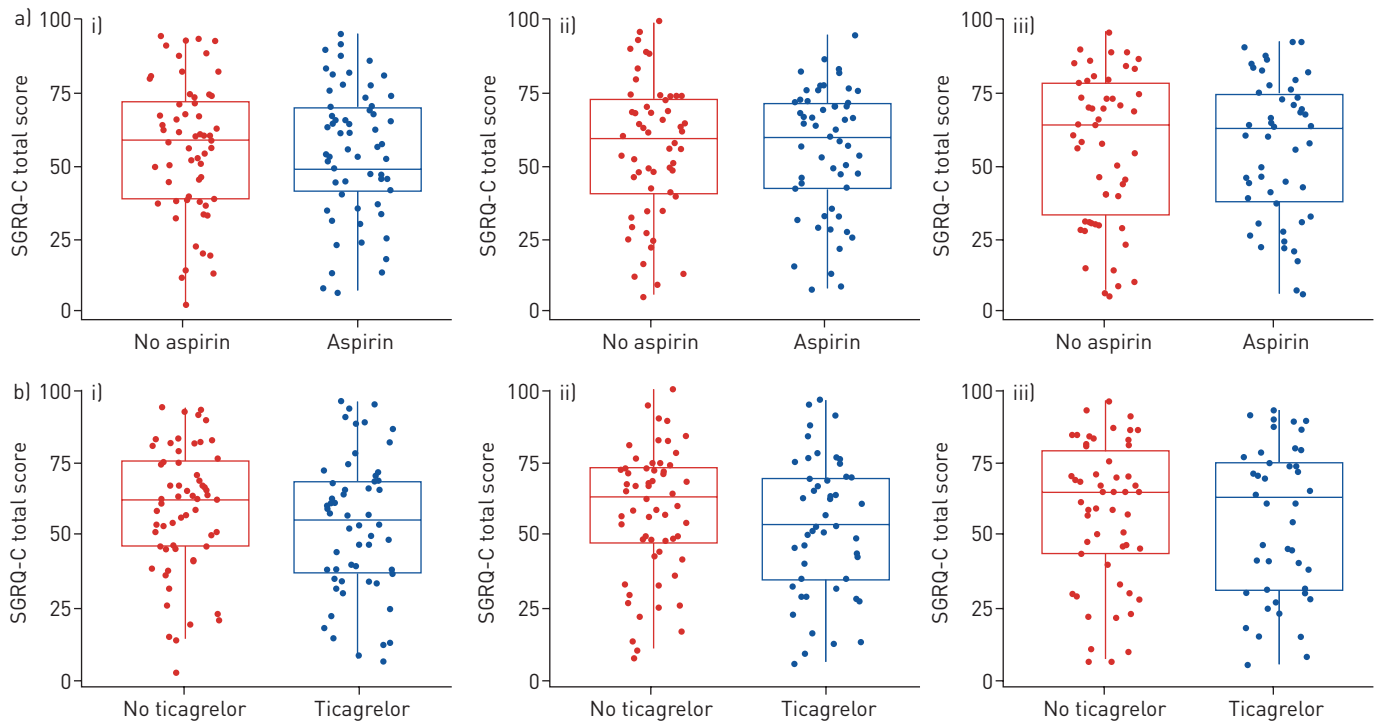 a)
i)
SGRQ-C total score
100
75
50
25
0
No aspirin Aspirin
ii)
SGRQ-C total score
100
75
50
25
0
No aspirin Aspirin
iii)
SGRQ-C total score
100
75
50
25
0
No aspirin Aspirin
b)
i)
SGRQ-C total score
100
75
50
25
0
No ticagrelor Ticagrelor
ii)
SGRQ-C total score
100
75
50
25
0
No ticagrelor Ticagrelor
iii)
SGRQ-C total score
100
75
50
25
0
No ticagrelor Ticagrelor